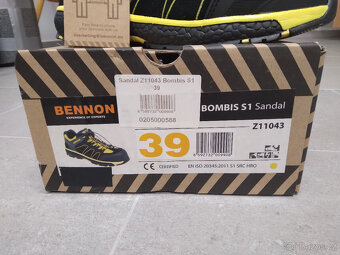 Sandal Z11043 Bombis S1
39
0205000588
BENNON
EXPERIENCE OF EXPERTS
BOMBIS S1 Sandal
Z11043
39
CE CERTIFIED
EN ISO 20345:2011 S1 SRC HRO